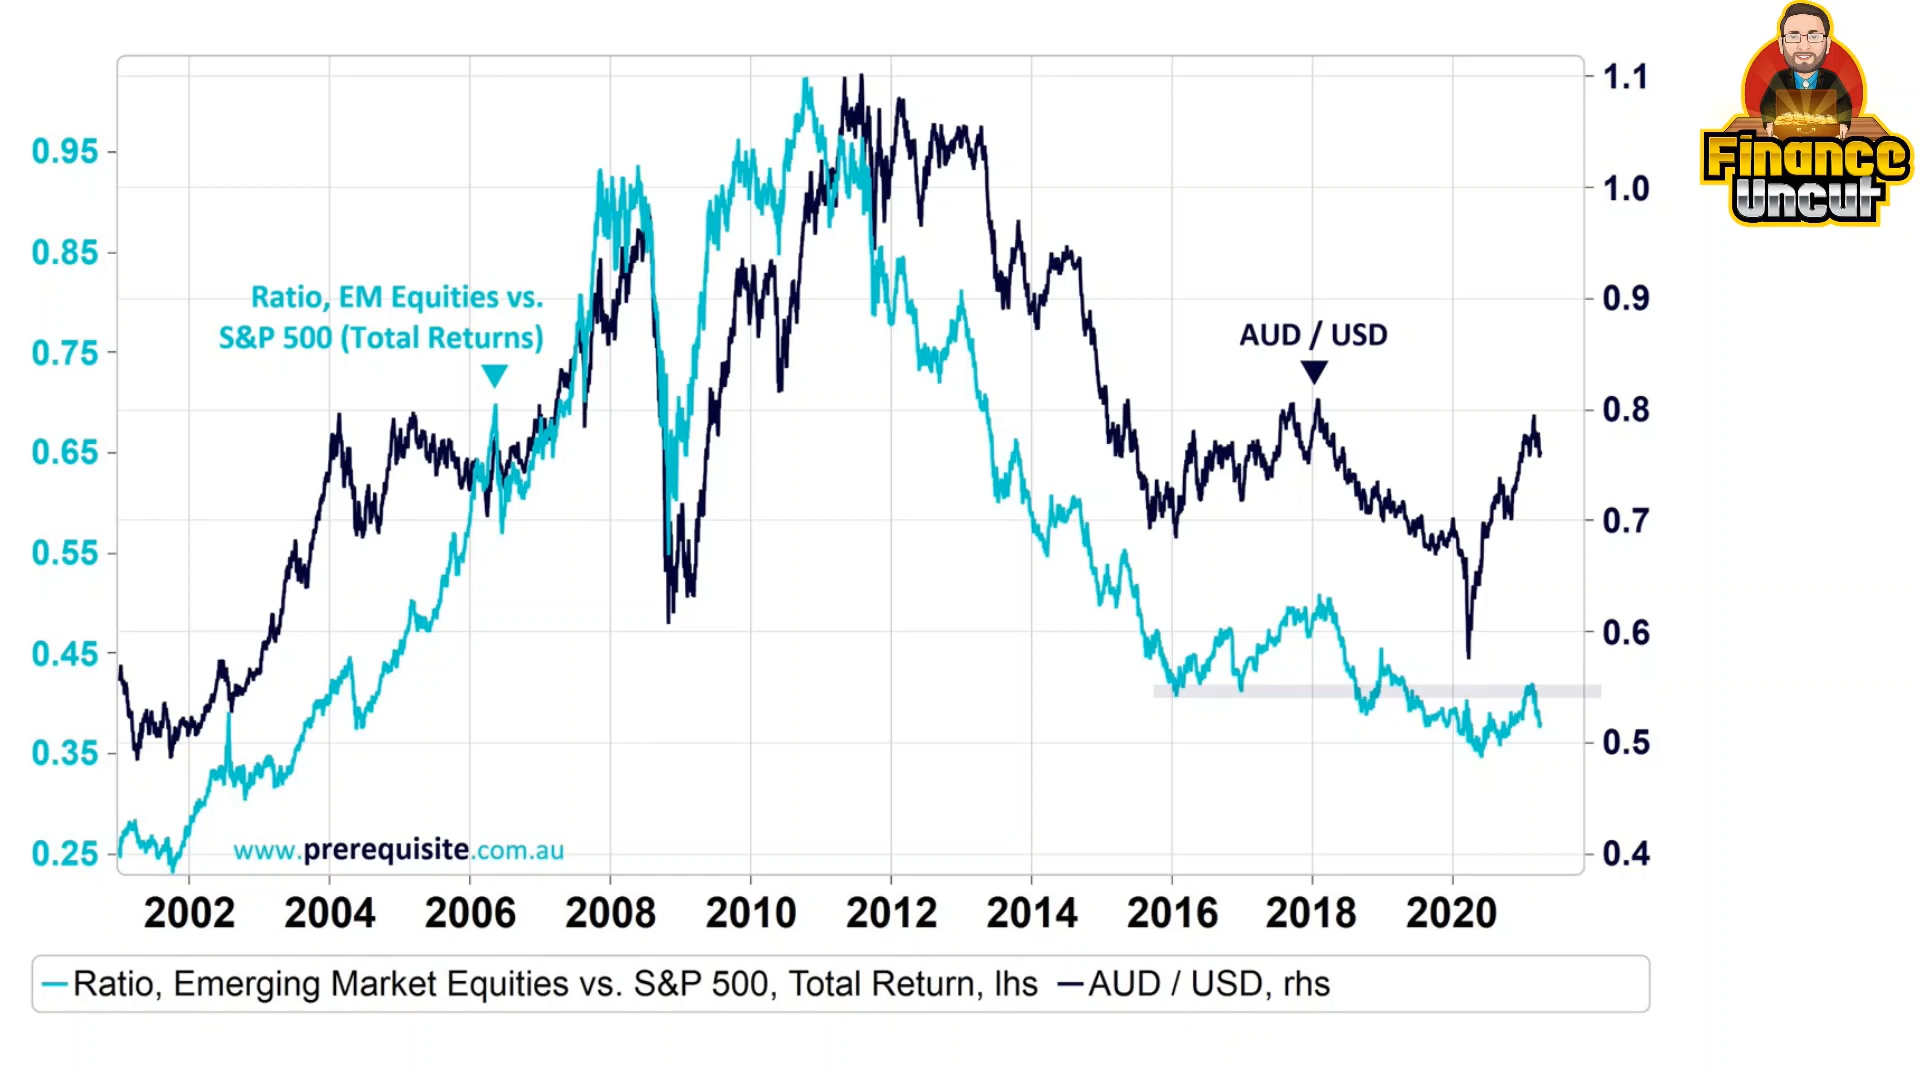 Finance
Uncut
1.1
0.95
1.0
0.85
Ratio, EM Equities vs.
0.9
S&P 500 (Total Returns)
AUD / USD
0.75
0.8
0.65
0.7
0.55
0.6
0.45
0.5
0.35
www.prerequisite.com.au
0.25
0.4
2002 2004 2006 2008 2010 2012 2014 2016 2018 2020
Ratio, Emerging Market Equities vs. S&P 500, Total Return, lhs AUD / USD, rhs